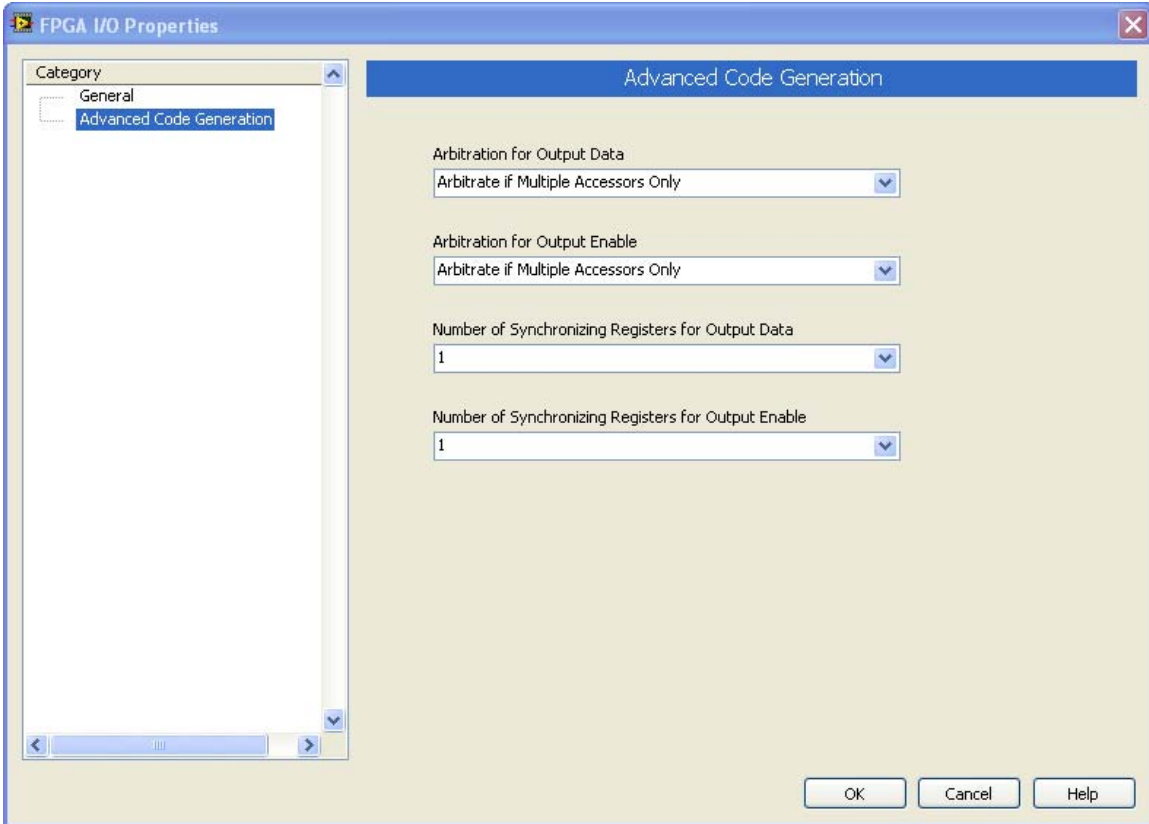 FPGA I/O Properties
Category
General
Advanced Code Generation
Advanced Code Generation
Arbitration for Output Data
Arbitrate if Multiple Accessors Only
Arbitration for Output Enable
Arbitrate if Multiple Accessors Only
Number of Synchronizing Registers for Output Data
1
Number of Synchronizing Registers for Output Enable
1
OK Cancel Help